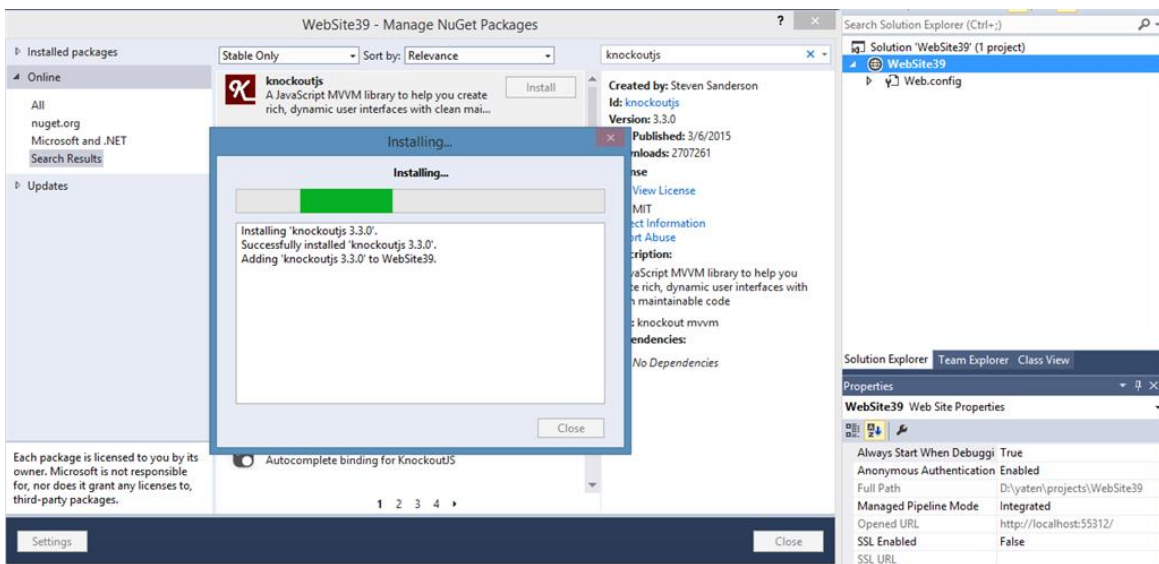 WebSite39 - Manage NuGet Packages
?
Installed packages
Online
All
nuget.org
Microsoft and .NET
Search Results
Updates
Each package is licensed to you by its
owner. Microsoft is not responsible
for, nor does it grant any licenses to,
third-party packages.
Settings
Stable Only
Sort by: Relevance
knockoutjs
A JavaScript MVVM library to help you create
rich, dynamic user interfaces with clean mai...
Install
Installing...
Installing...
Installing 'knockoutjs 3.3.0'.
Successfully installed 'knockoutjs 3.3.0'.
Adding 'knockoutjs 3.3.0' to WebSite39.
Close
Autocomplete binding for KnockoutJS
1 2 3 4
knockoutjs
Created by: Steven Sanderson
Id: knockoutjs
Version: 3.3.0
Published: 3/6/2015
nloads: 2707261
nse
View License
MIT
ect Information
ort Abuse
cription:
vaScript MVVM library to help you
te rich, dynamic user interfaces with
n maintainable code
: knockout mvvm
endencies:
No Dependencies
Close
Search Solution Explorer (Ctrl+;)
Solution 'WebSite39' (1 project)
WebSite39
Web.config
Solution Explorer Team Explorer Class View
Properties
WebSite39 Web Site Properties
Always Start When Debuggi True
Anonymous Authentication Enabled
Full Path D:\yaten\projects\WebSite39
Managed Pipeline Mode Integrated
Opened URL http://localhost:55312/
SSL Enabled False
SSL URL